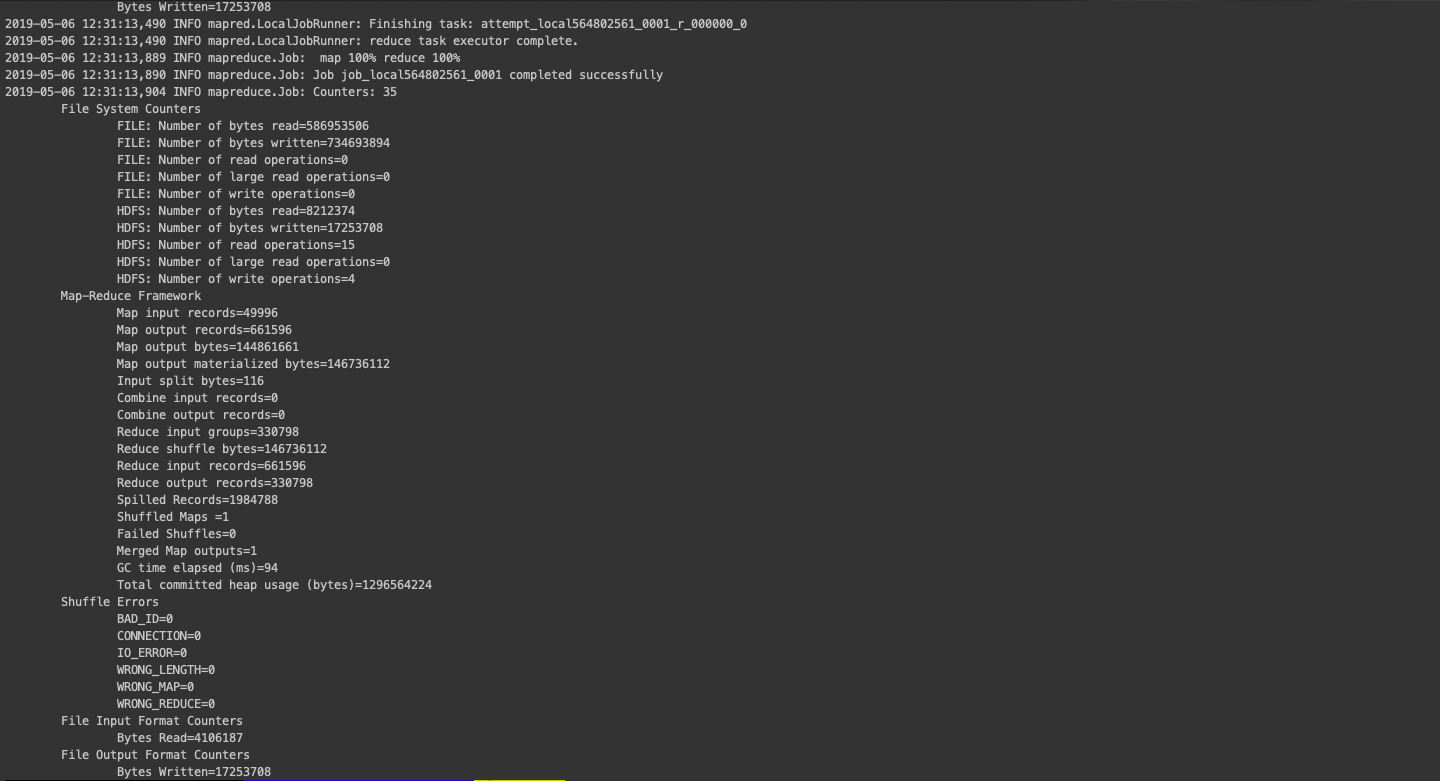 Bytes Written=17253708
2019-05-06 12:31:13,490 INFO mapred.LocalJobRunner: Finishing task: attempt_local564802561_0001_r_000000_0
2019-05-06 12:31:13,490 INFO mapred.LocalJobRunner: reduce task executor complete.
2019-05-06 12:31:13,889 INFO mapreduce.Job:  map 100% reduce 100%
2019-05-06 12:31:13,890 INFO mapreduce.Job: Job job_local564802561_0001 completed successfully
2019-05-06 12:31:13,904 INFO mapreduce.Job: Counters: 35
File System Counters
FILE: Number of bytes read=586953506
FILE: Number of bytes written=734693894
FILE: Number of read operations=0
FILE: Number of large read operations=0
FILE: Number of write operations=0
HDFS: Number of bytes read=8212374
HDFS: Number of bytes written=17253708
HDFS: Number of read operations=15
HDFS: Number of large read operations=0
HDFS: Number of write operations=4
Map-Reduce Framework
Map input records=49996
Map output records=661596
Map output bytes=144861661
Map output materialized bytes=146736112
Input split bytes=116
Combine input records=0
Combine output records=0
Reduce input groups=330798
Reduce shuffle bytes=146736112
Reduce input records=661596
Reduce output records=330798
Spilled Records=1984788
Shuffled Maps =1
Failed Shuffles=0
Merged Map outputs=1
GC time elapsed (ms)=94
Total committed heap usage (bytes)=1296564224
Shuffle Errors
BAD_ID=0
CONNECTION=0
IO_ERROR=0
WRONG_LENGTH=0
WRONG_MAP=0
WRONG_REDUCE=0
File Input Format Counters
Bytes Read=4106187
File Output Format Counters
Bytes Written=17253708